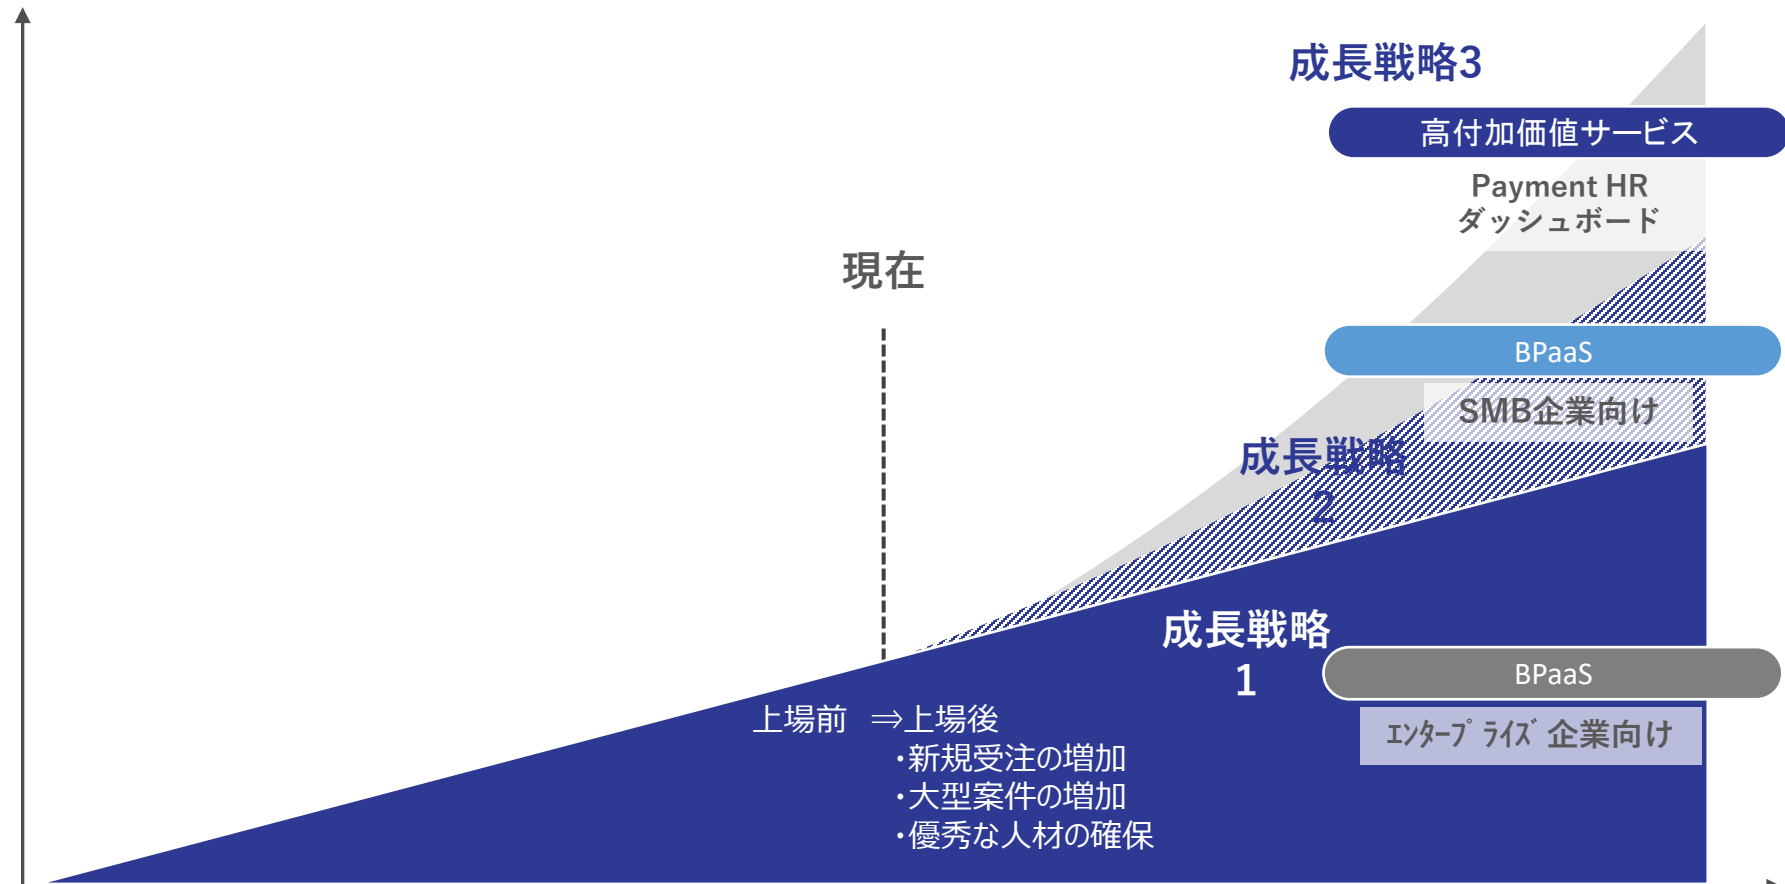 成長戦略3
高付加価値サービス
Payment HR
ダッシュボード
現在
BPaaS
SMB企業向け
成長戦略
2
成長戦略
1
BPaaS
ｴﾝﾀｰﾌﾟﾗｲｽﾞ企業向け
上場前 ⇒上場後
・新規受注の増加
・大型案件の増加
・優秀な人材の確保